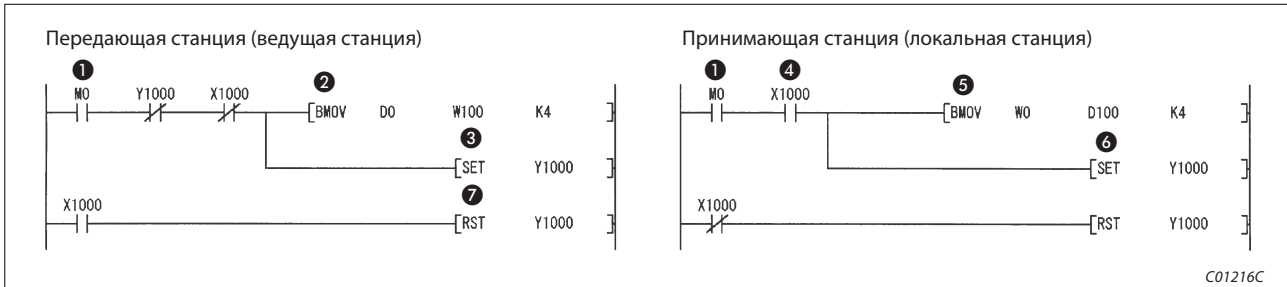 Передающая станция (ведущая станция)
1 2
M0 Y1000 X1000
BMOV D0 W100 K4
3
SET Y1000
7
X1000
RST Y1000
Принимающая станция (локальная станция)
1 4 5
M0 X1000
BMOV W0 D100 K4
6
SET Y1000
X1000
RST Y1000
C01216C